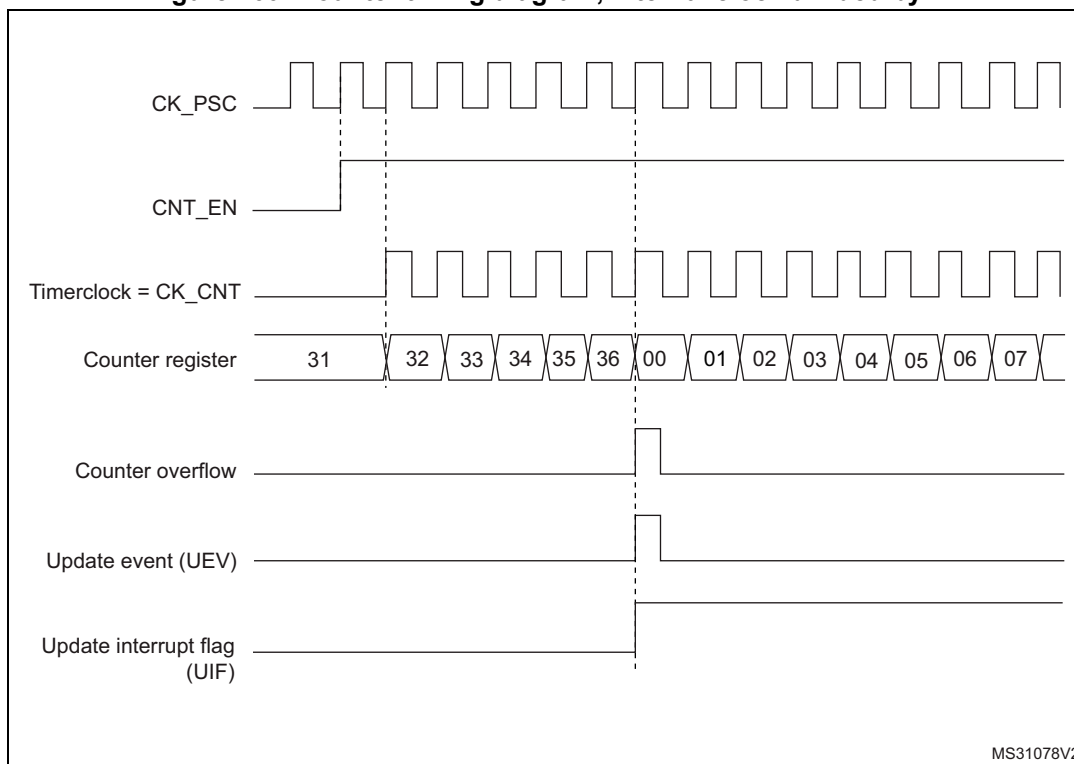 CK_PSC
CNT_EN
Timerclock = CK_CNT
Counter register 31 32 33 34 35 36 00 01 02 03 04 05 06 07
Counter overflow
Update event (UEV)
Update interrupt flag
(UIF)
MS31078V2